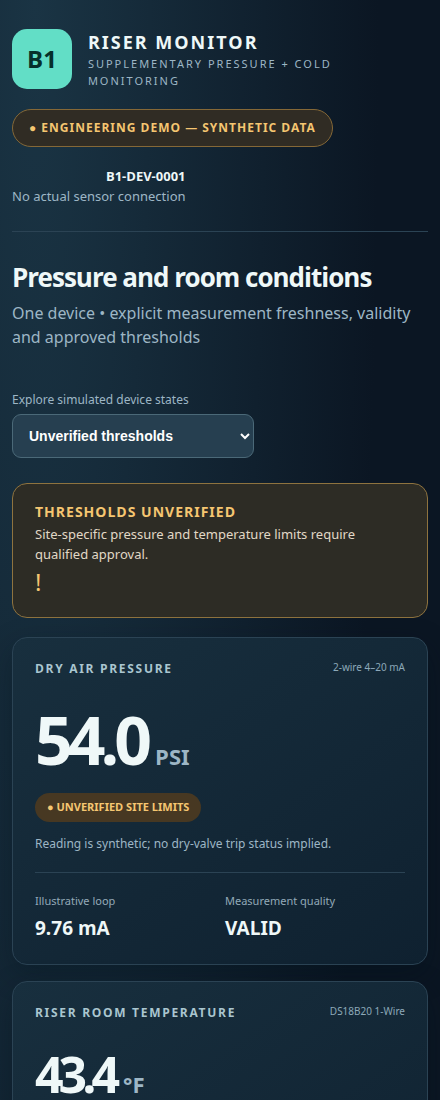 B1
RISER MONITOR
SUPPLEMENTARY PRESSURE + COLD
MONITORING
● ENGINEERING DEMO — SYNTHETIC DATA
B1-DEV-0001
No actual sensor connection
Pressure and room conditions
One device • explicit measurement freshness, validity
and approved thresholds
Explore simulated device states
Unverified thresholds
THRESHOLDS UNVERIFIED
Site-specific pressure and temperature limits require
qualified approval.
!
DRY AIR PRESSURE
2-wire 4–20 mA
54.0 PSI
● UNVERIFIED SITE LIMITS
Reading is synthetic; no dry-valve trip status implied.
Illustrative loop
Measurement quality
9.76 mA
VALID
RISER ROOM TEMPERATURE
DS18B20 1-Wire
43.4 °F